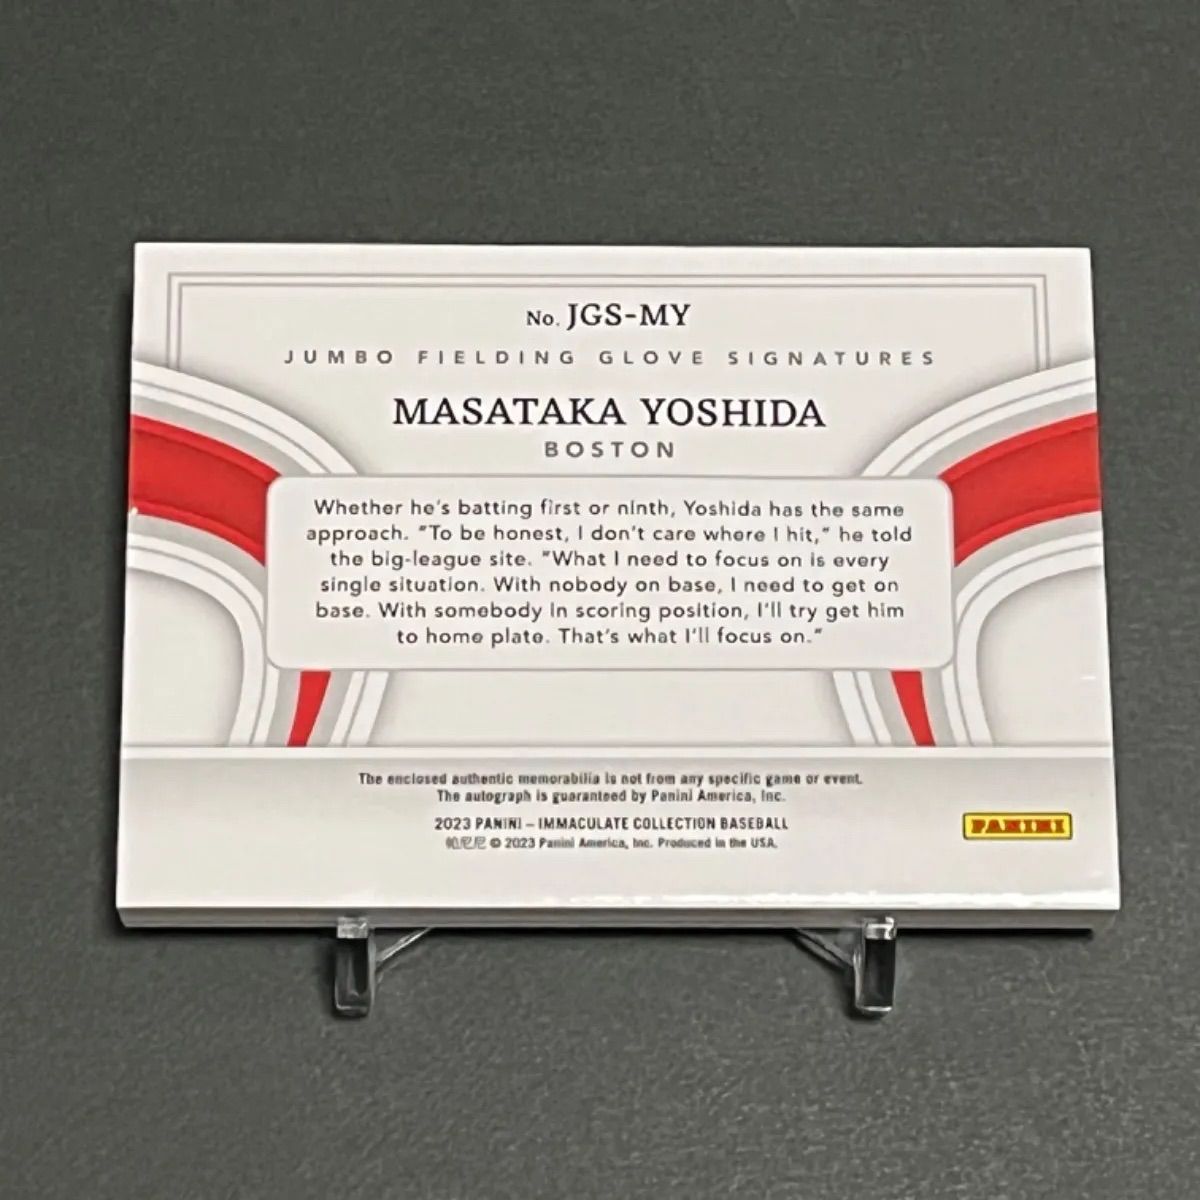 No. JGS-MY
JUMBO FIELDING GLOVE SIGNATURES
MASATAKA YOSHIDA
BOSTON
Whether he's batting first or ninth, Yoshida has the same
approach. "To be honest, I don't care where I hit," he told
the big-league site. "What I need to focus on is every
single situation. With nobody on base, I need to get on
base. With somebody in scoring position, I'll try get him
to home plate. That's what I'll focus on."
The enclosed authentic memorabilia is not from any specific game or event.
The autograph is guaranteed by Panini America, Inc.
2023 PANINI – IMMACULATE COLLECTION BASEBALL
帕尼尼 © 2023 Panini America, Inc. Produced in the USA.
PANINI